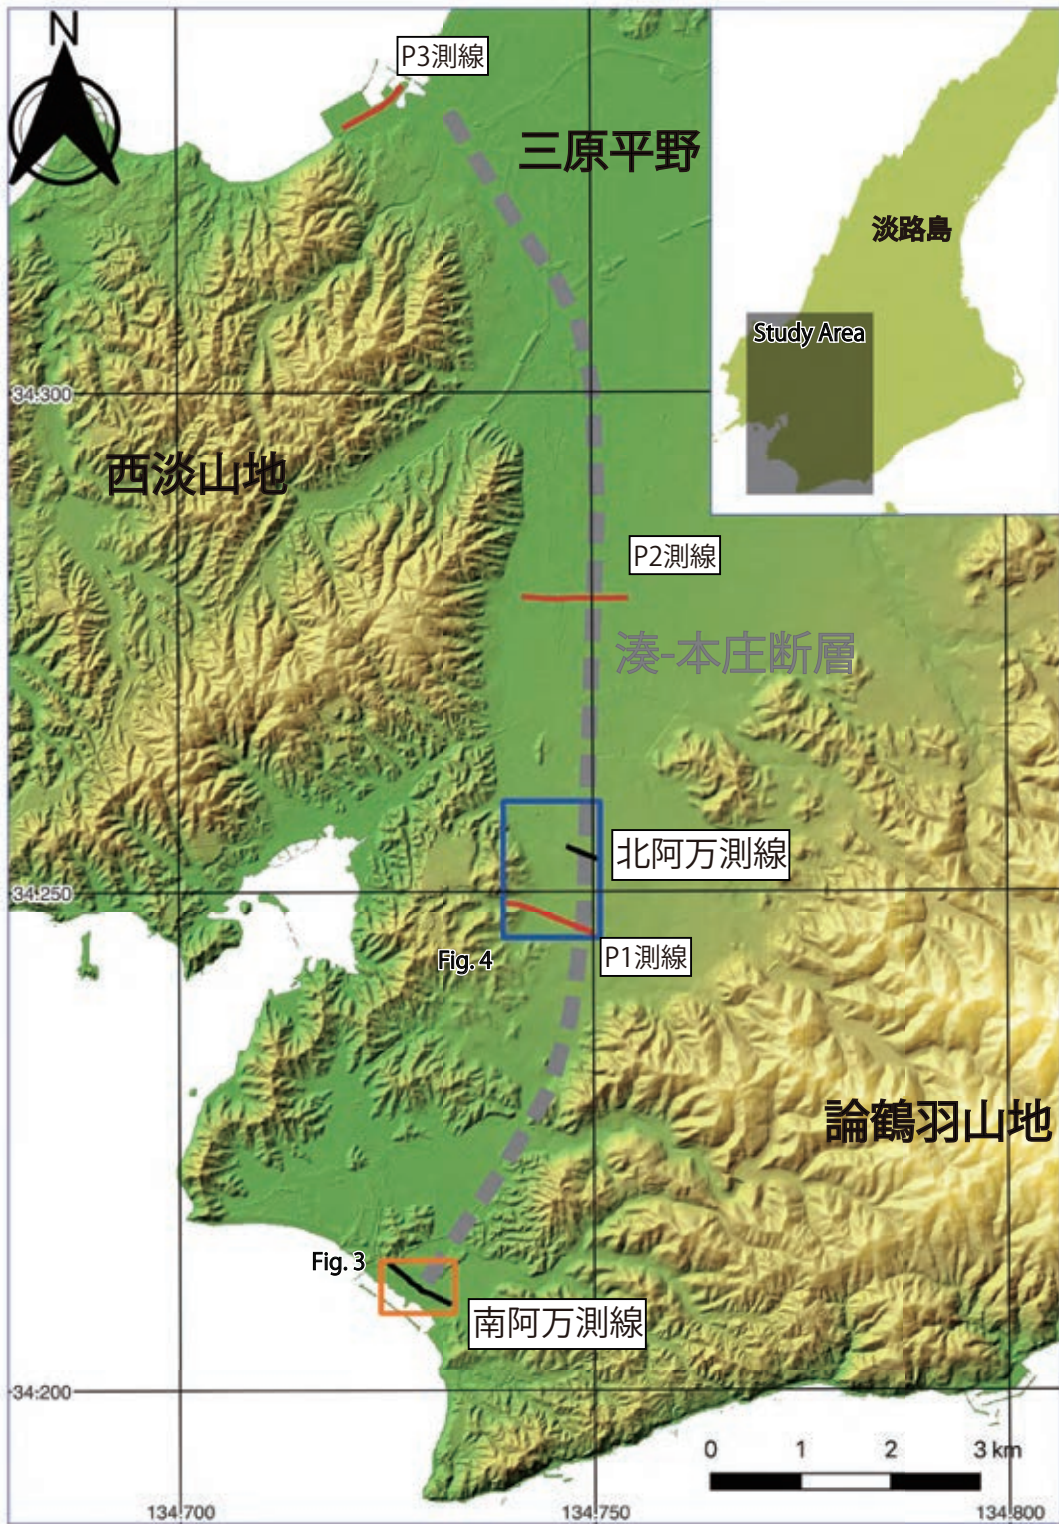 N
P3測線
三原平野
淡路島
Study Area
34.300
西淡山地
P2測線
湊-本庄断層
北阿万測線
34.250
Fig. 4
P1測線
論鶴羽山地
Fig. 3
南阿万測線
34.200
0 1 2 3 km
134.700 134.750 134.800